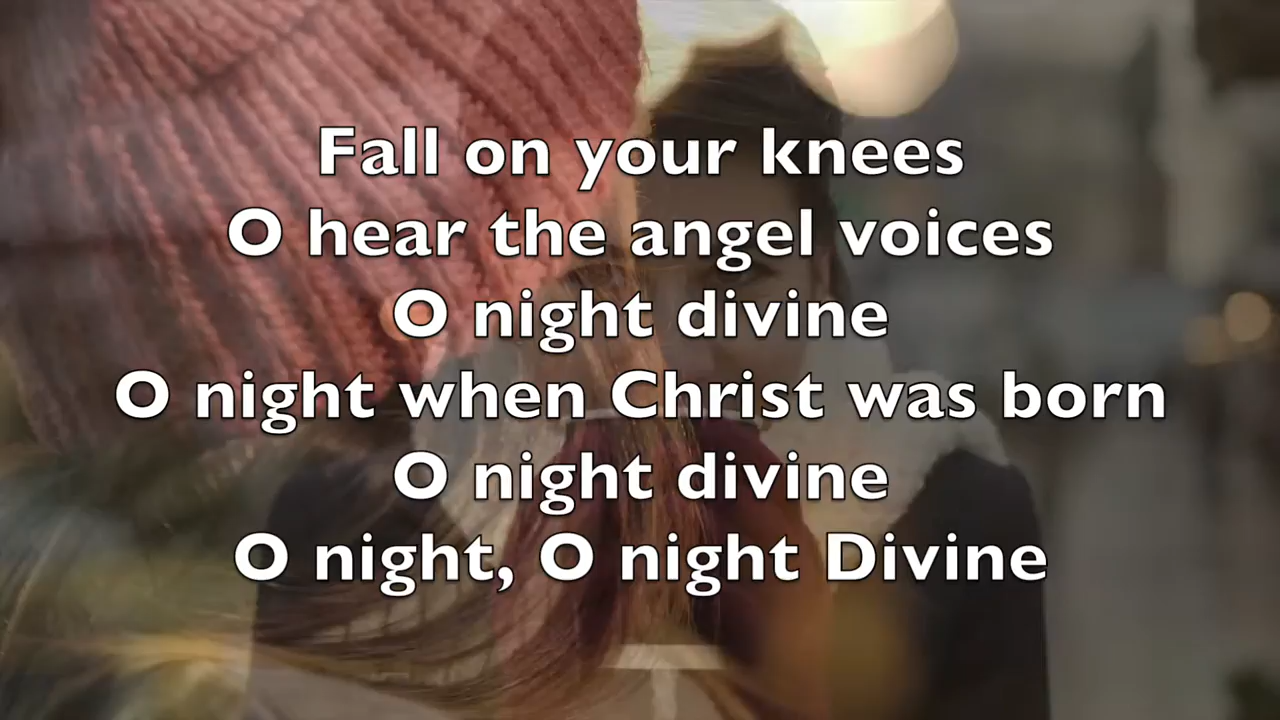 Fall on your knees
O hear the angel voices
O night divine
O night when Christ was born
O night divine
O night, O night Divine